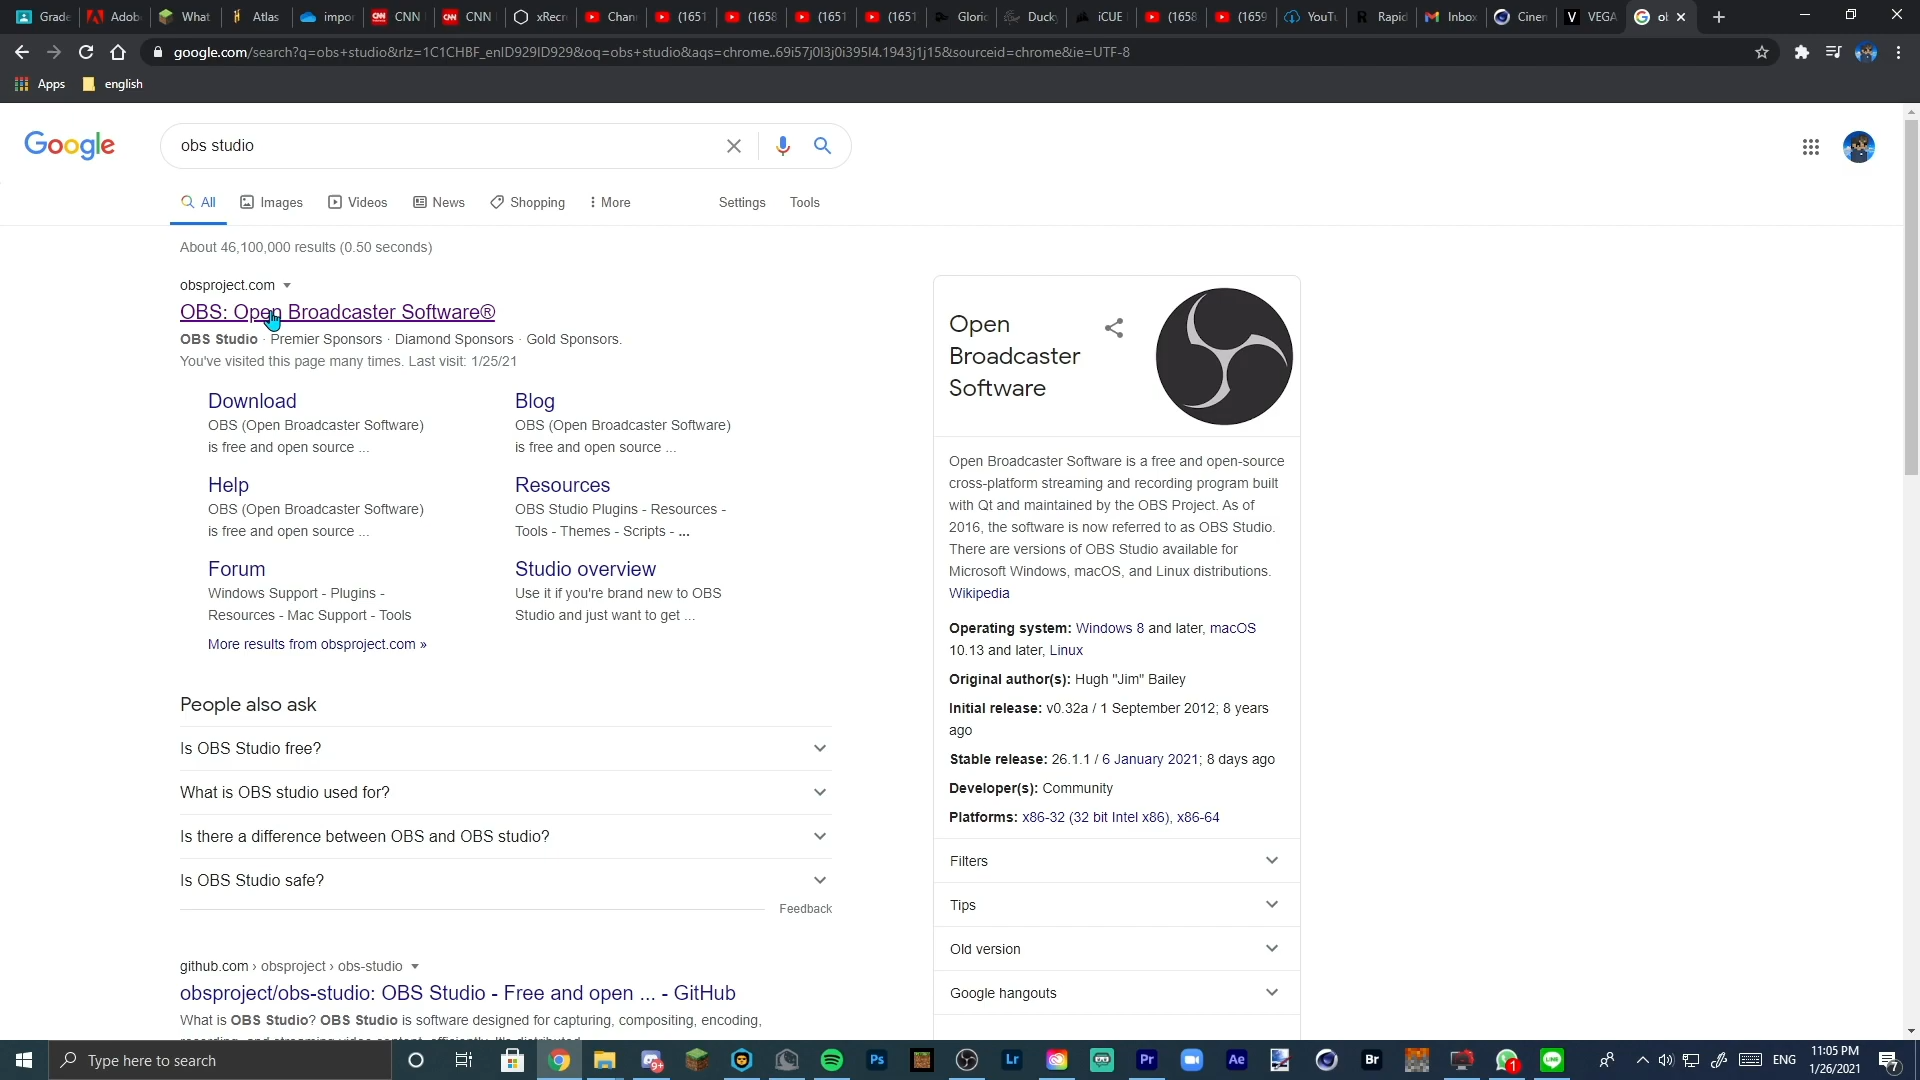 Grade
Adob
What
Atlas
impor
CNN
CNN
xRecr
Chan
(1651
(1658
(1651
(1651
Glorio
Ducky
iCUE
(1658
(1659
YouTu
Rapid
Inbox
Cinem
VEGA
ob
google.com/search?q=obs+studio&rlz=1C1CHBF_enID929ID929&oq=obs+studio&aqs=chrome..69i57j0l3j0i395l4.1943j1j15&sourceid=chrome&ie=UTF-8
Apps
english
Google
obs studio
All
Images
Videos
News
Shopping
More
Settings
Tools
About 46,100,000 results (0.50 seconds)
obsproject.com
OBS: Open Broadcaster Software®
OBS Studio · Premier Sponsors · Diamond Sponsors · Gold Sponsors.
You've visited this page many times. Last visit: 1/25/21
Download
OBS (Open Broadcaster Software)
is free and open source ...
Blog
OBS (Open Broadcaster Software)
is free and open source ...
Help
OBS (Open Broadcaster Software)
is free and open source ...
Resources
OBS Studio Plugins - Resources -
Tools - Themes - Scripts - ...
Forum
Windows Support - Plugins -
Resources - Mac Support - Tools
Studio overview
Use it if you're brand new to OBS
Studio and just want to get ...
More results from obsproject.com »
People also ask
Is OBS Studio free?
What is OBS studio used for?
Is there a difference between OBS and OBS studio?
Is OBS Studio safe?
Feedback
github.com › obsproject › obs-studio
obsproject/obs-studio: OBS Studio - Free and open ... - GitHub
What is OBS Studio? OBS Studio is software designed for capturing, compositing, encoding,
Open
Broadcaster
Software
Open Broadcaster Software is a free and open-source
cross-platform streaming and recording program built
with Qt and maintained by the OBS Project. As of
2016, the software is now referred to as OBS Studio.
There are versions of OBS Studio available for
Microsoft Windows, macOS, and Linux distributions.
Wikipedia
Operating system: Windows 8 and later, macOS
10.13 and later, Linux
Original author(s): Hugh "Jim" Bailey
Initial release: v0.32a / 1 September 2012; 8 years
ago
Stable release: 26.1.1 / 6 January 2021; 8 days ago
Developer(s): Community
Platforms: x86-32 (32 bit Intel x86), x86-64
Filters
Tips
Old version
Google hangouts
Type here to search
9+
Ps
Lr
Pr
Ae
Br
1
LINE
ENG
11:05 PM
1/26/2021
7